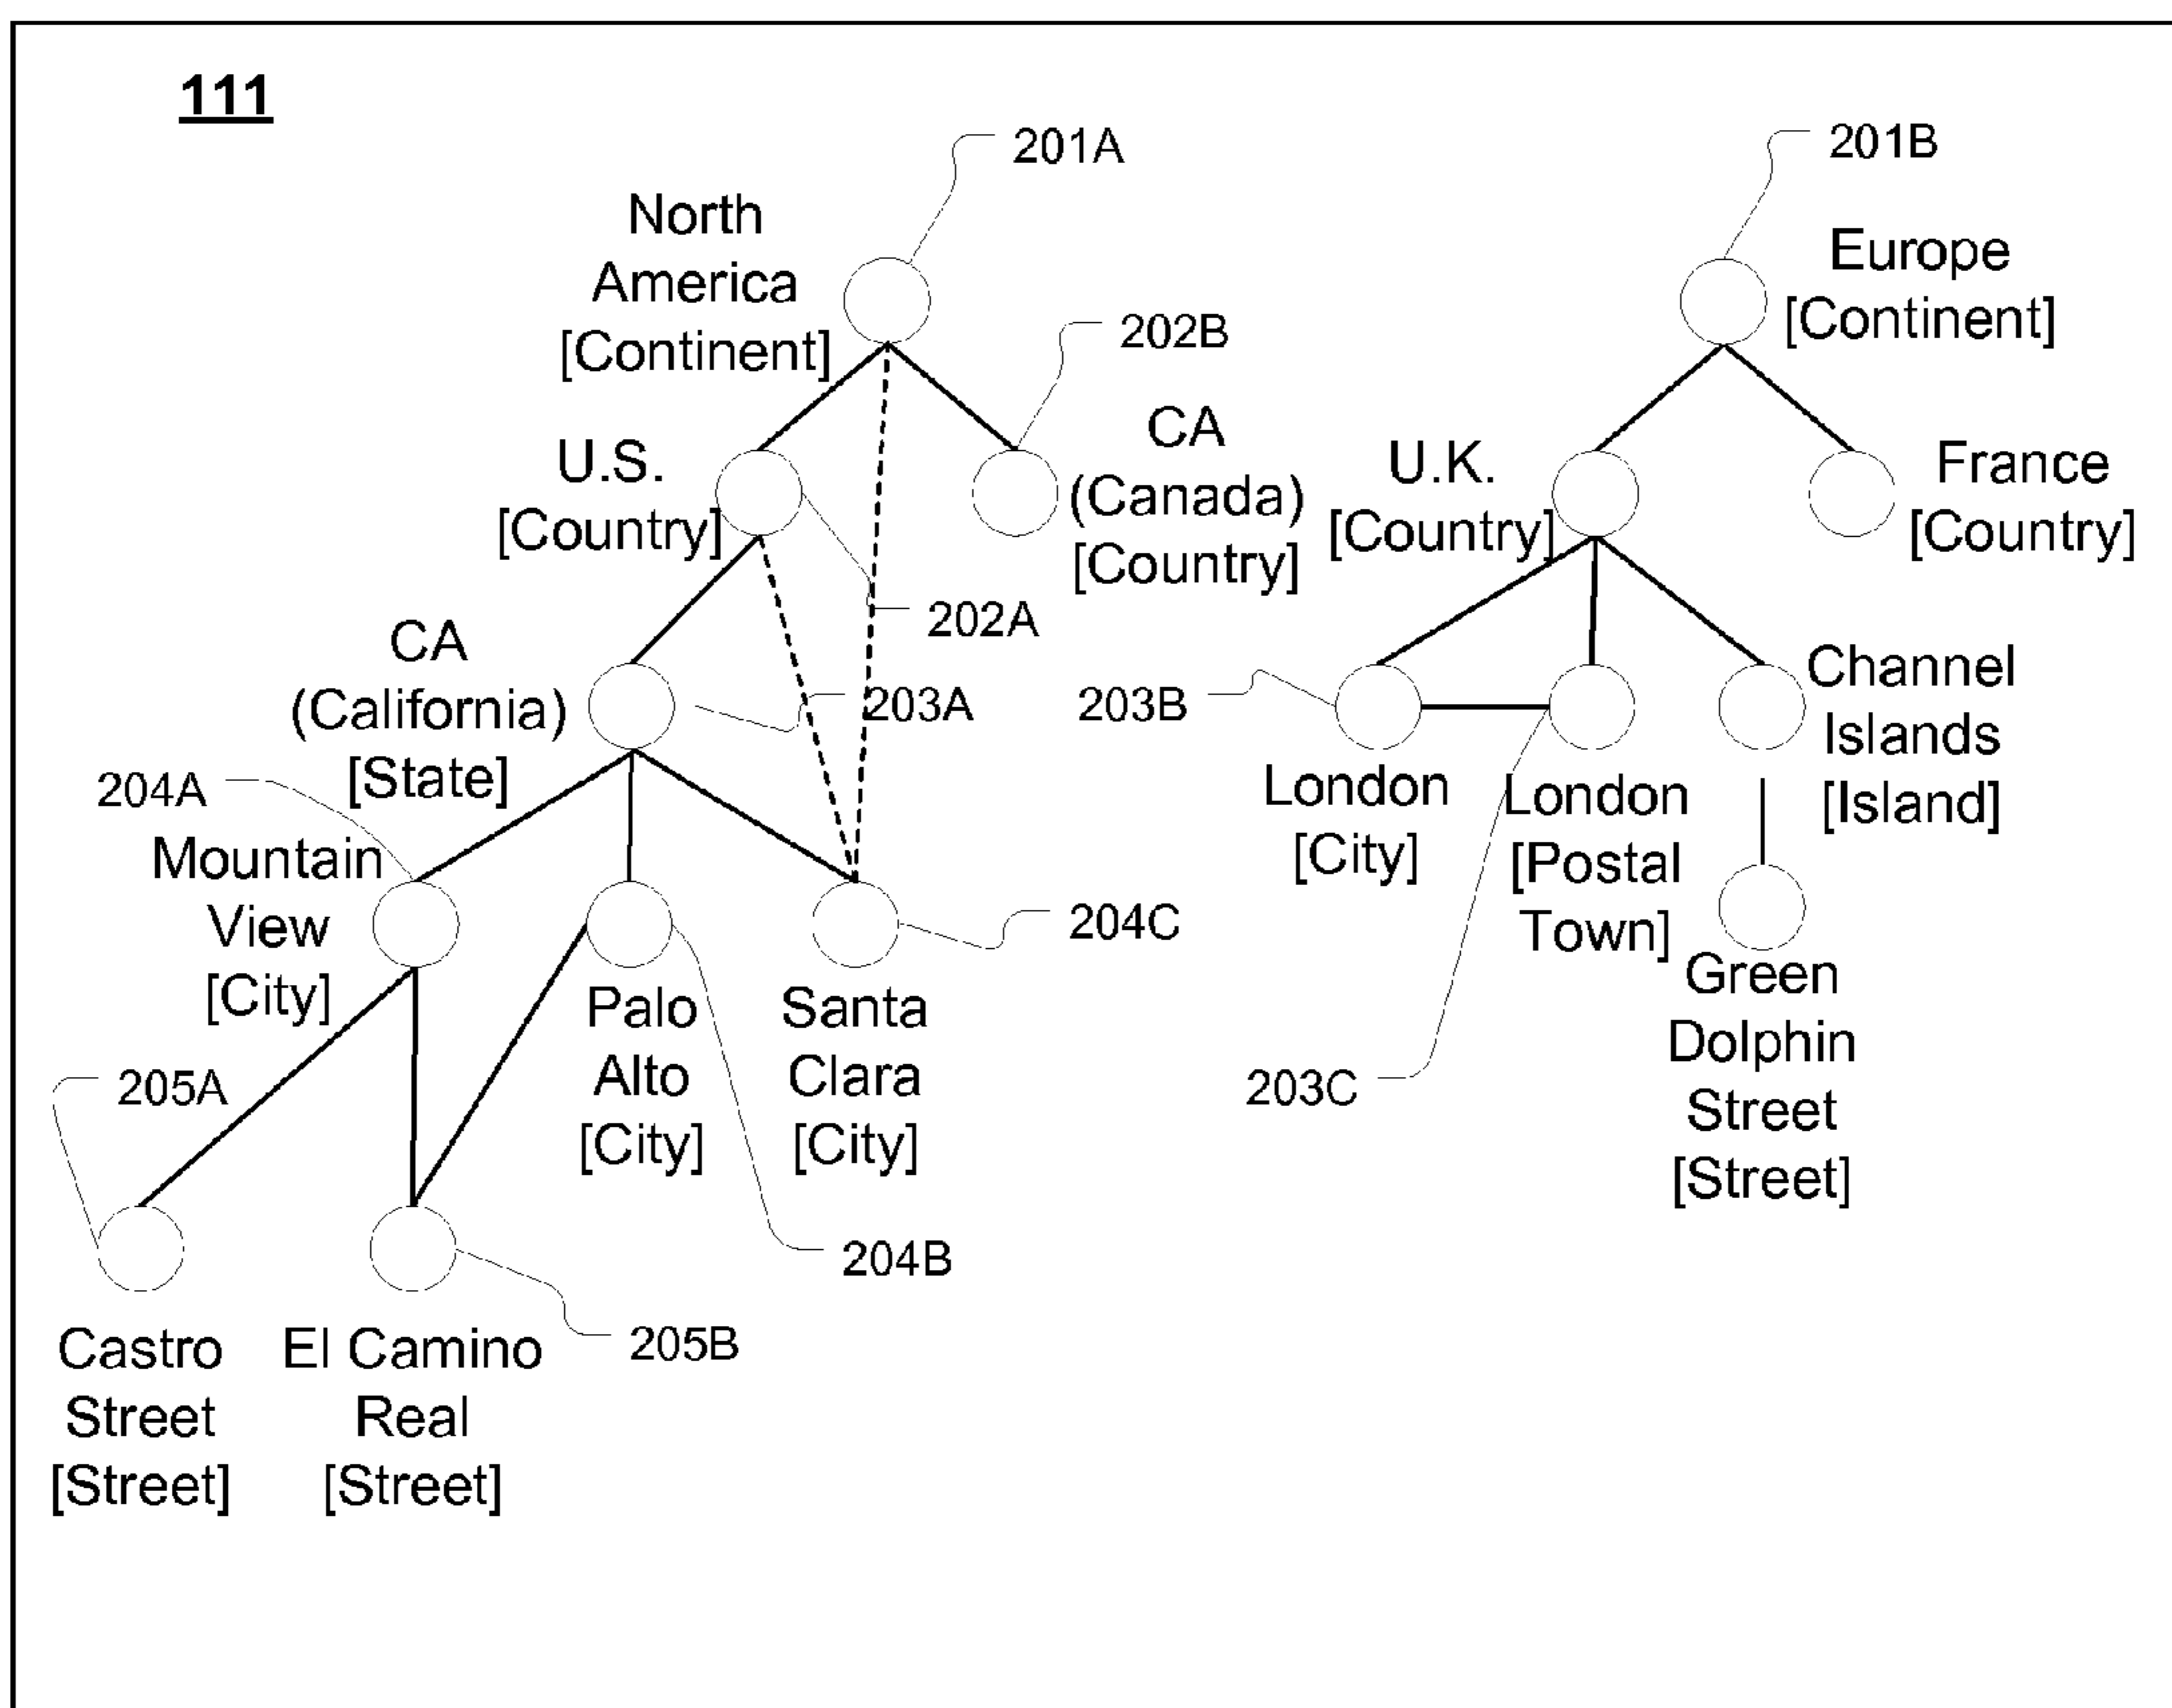 111
201A
201B
North
America
[Continent]
Europe
[Continent]
202B
U.S.
[Country]
CA
(Canada)
[Country]
U.K.
[Country]
France
[Country]
202A
CA
(California)
[State]
203A
203B
Channel
Islands
[Island]
204A
London
[City]
London
[Postal
Town]
Mountain
View
[City]
204C
Palo
Alto
[City]
Santa
Clara
[City]
Green
Dolphin
Street
[Street]
205A
203C
204B
205B
Castro
Street
[Street]
El Camino
Real
[Street]